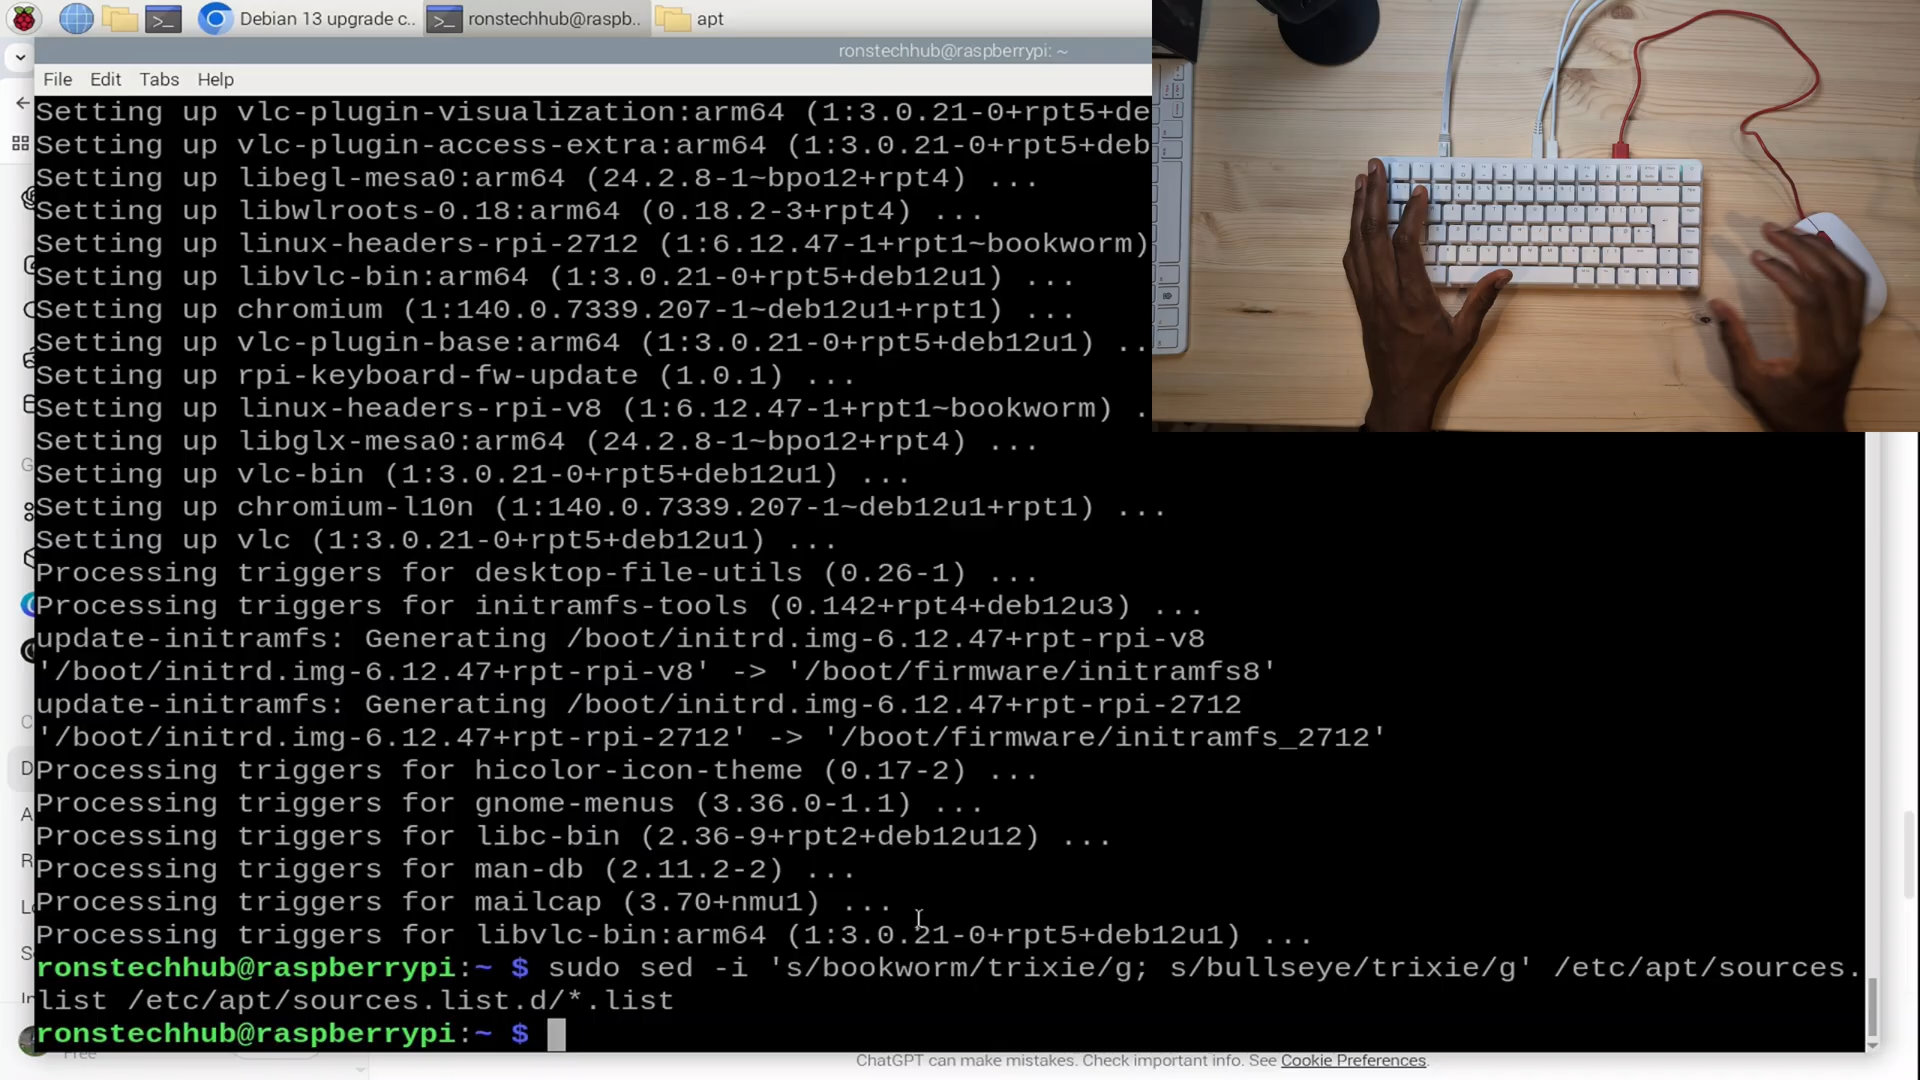 Debian 13 upgrade c..
ronstechhub@raspb..
apt
ronstechhub@raspberrypi: ~
File Edit Tabs Help
Setting up vlc-plugin-visualization:arm64 (1:3.0.21-0+rpt5+de
Setting up vlc-plugin-access-extra:arm64 (1:3.0.21-0+rpt5+deb
Setting up libegl-mesa0:arm64 (24.2.8-1~bpo12+rpt4) ...
Setting up libwlroots-0.18:arm64 (0.18.2-3+rpt4) ...
Setting up linux-headers-rpi-2712 (1:6.12.47-1+rpt1~bookworm)
Setting up libvlc-bin:arm64 (1:3.0.21-0+rpt5+deb12u1) ...
Setting up chromium (1:140.0.7339.207-1~deb12u1+rpt1) ...
Setting up vlc-plugin-base:arm64 (1:3.0.21-0+rpt5+deb12u1) ..
Setting up rpi-keyboard-fw-update (1.0.1) ...
Setting up linux-headers-rpi-v8 (1:6.12.47-1+rpt1~bookworm) .
Setting up libglx-mesa0:arm64 (24.2.8-1~bpo12+rpt4) ...
Setting up vlc-bin (1:3.0.21-0+rpt5+deb12u1) ...
Setting up chromium-l10n (1:140.0.7339.207-1~deb12u1+rpt1) ...
Setting up vlc (1:3.0.21-0+rpt5+deb12u1) ...
Processing triggers for desktop-file-utils (0.26-1) ...
Processing triggers for initramfs-tools (0.142+rpt4+deb12u3) ...
update-initramfs: Generating /boot/initrd.img-6.12.47+rpt-rpi-v8
'/boot/initrd.img-6.12.47+rpt-rpi-v8' -> '/boot/firmware/initramfs8'
update-initramfs: Generating /boot/initrd.img-6.12.47+rpt-rpi-2712
'/boot/initrd.img-6.12.47+rpt-rpi-2712' -> '/boot/firmware/initramfs_2712'
Processing triggers for hicolor-icon-theme (0.17-2) ...
Processing triggers for gnome-menus (3.36.0-1.1) ...
Processing triggers for libc-bin (2.36-9+rpt2+deb12u12) ...
Processing triggers for man-db (2.11.2-2) ...
Processing triggers for mailcap (3.70+nmu1) ...
Processing triggers for libvlc-bin:arm64 (1:3.0.21-0+rpt5+deb12u1) ...
ronstechhub@raspberrypi:~ $ sudo sed -i 's/bookworm/trixie/g; s/bullseye/trixie/g' /etc/apt/sources.
list /etc/apt/sources.list.d/*.list
ronstechhub@raspberrypi:~ $
Free
ChatGPT can make mistakes. Check important info. See Cookie Preferences.